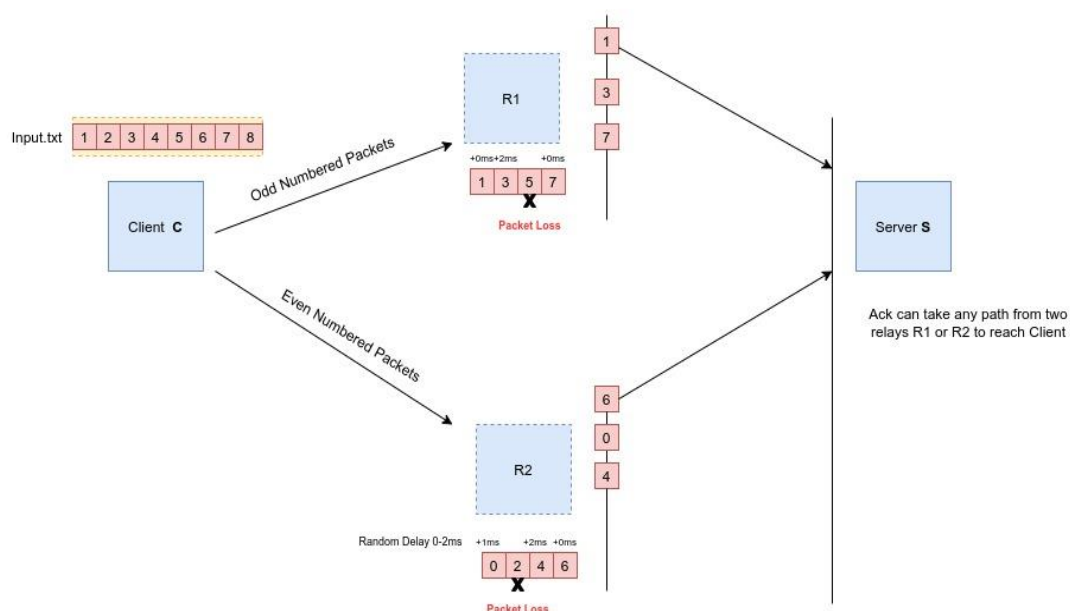 1
R1
3
Input.txt 1 2 3 4 5 6 7 8
7
Odd Numbered Packets
+0ms+2ms +0ms
1 3 5 7
X
Packet Loss
Client C
Server S
Ack can take any path from two
relays R1 or R2 to reach Client
Even Numbered Packets
6
0
R2
4
Random Delay 0-2ms +1ms +2ms +0ms
0 2 4 6
X
Packet Loss